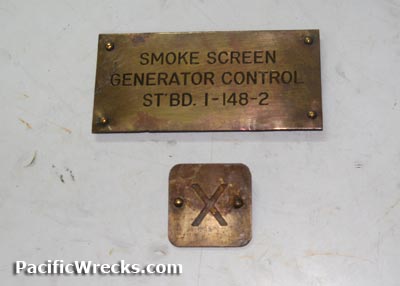 SMOKE SCREEN
GENERATOR CONTROL
ST'BD. 1-148-2
X
PacificWrecks.com